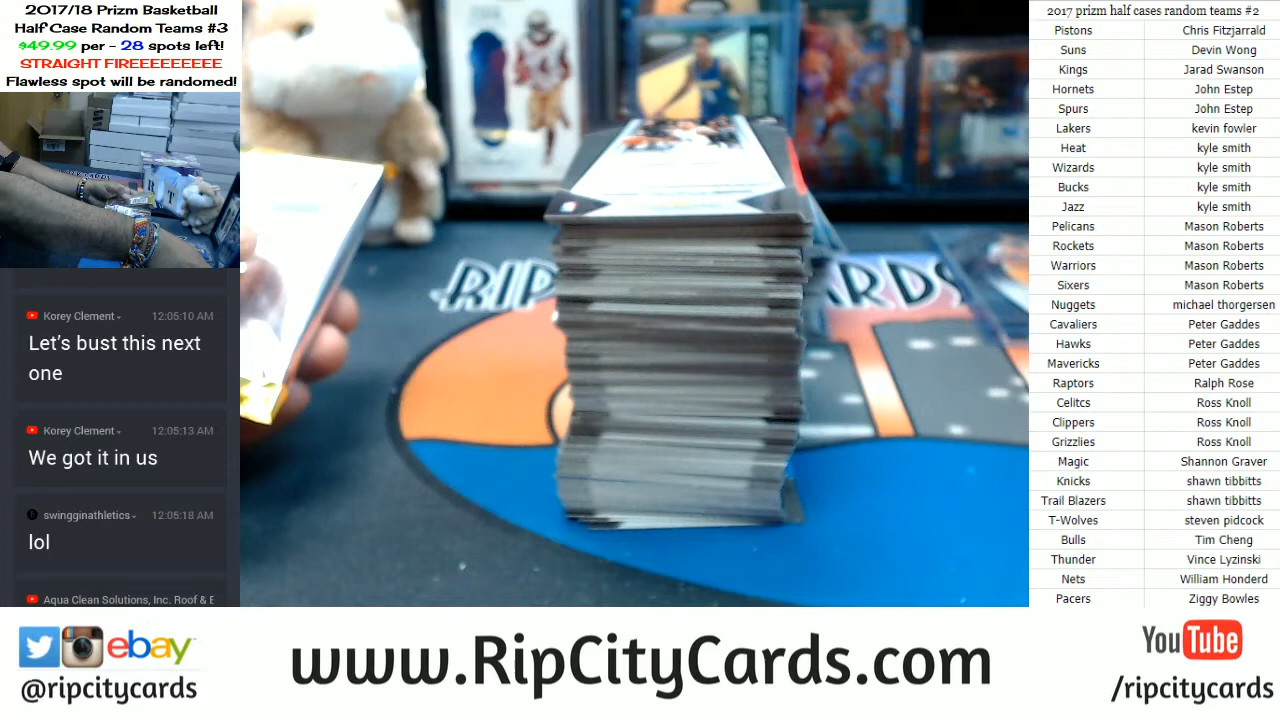 2017/18 Prizm Basketball
Half Case Random Teams #3
$49.99 per - 28 spots left!
STRAIGHT FIREEEEEEEEE
Flawless spot will be randomed!
Korey Clement 12:05:10 AM
Let's bust this next
one
Korey Clement 12:05:13 AM
We got it in us
swingginathletics 12:05:18 AM
lol
Aqua Clean Solutions, Inc. Roof & E
RIP CARDS
2017 prizm half cases random teams #2
Pistons Chris Fitzjarrald
Suns Devin Wong
Kings Jarad Swanson
Hornets John Estep
Spurs John Estep
Lakers kevin fowler
Heat kyle smith
Wizards kyle smith
Bucks kyle smith
Jazz kyle smith
Pelicans Mason Roberts
Rockets Mason Roberts
Warriors Mason Roberts
Sixers Mason Roberts
Nuggets michael thorgersen
Cavaliers Peter Gaddes
Hawks Peter Gaddes
Mavericks Peter Gaddes
Raptors Ralph Rose
Celitcs Ross Knoll
Clippers Ross Knoll
Grizzlies Ross Knoll
Magic Shannon Graver
Knicks shawn tibbitts
Trail Blazers shawn tibbitts
T-Wolves steven pidcock
Bulls Tim Cheng
Thunder Vince Lyzinski
Nets William Honderd
Pacers Ziggy Bowles
ebay
@ripcitycards
www.RipCityCards.com
YouTube
/ripcitycards